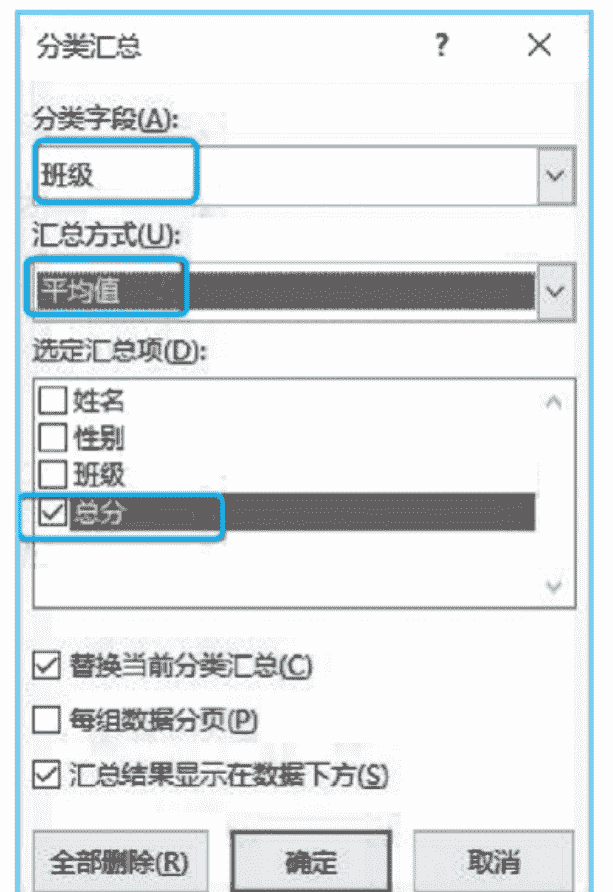 分类汇总 ?
分类字段(A):
班级
汇总方式(U):
平均值
选定汇总项(D):
姓名
性别
班级
总分
替换当前分类汇总(C)
每组数据分页(P)
汇总结果显示在数据下方(S)
全部删除(R) 确定 取消